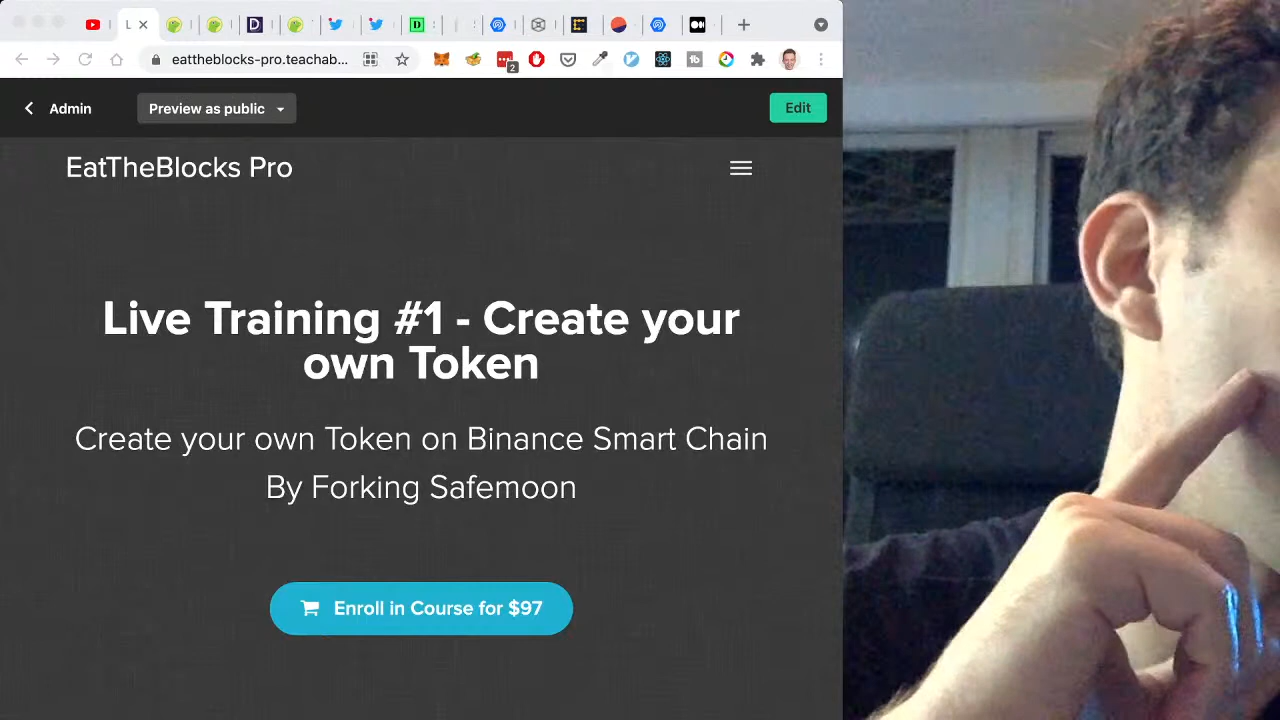 L
eattheblocks-pro.teachab...
2
Admin
Preview as public
Edit
EatTheBlocks Pro
Live Training #1 - Create your
own Token
Create your own Token on Binance Smart Chain
By Forking Safemoon
Enroll in Course for $97